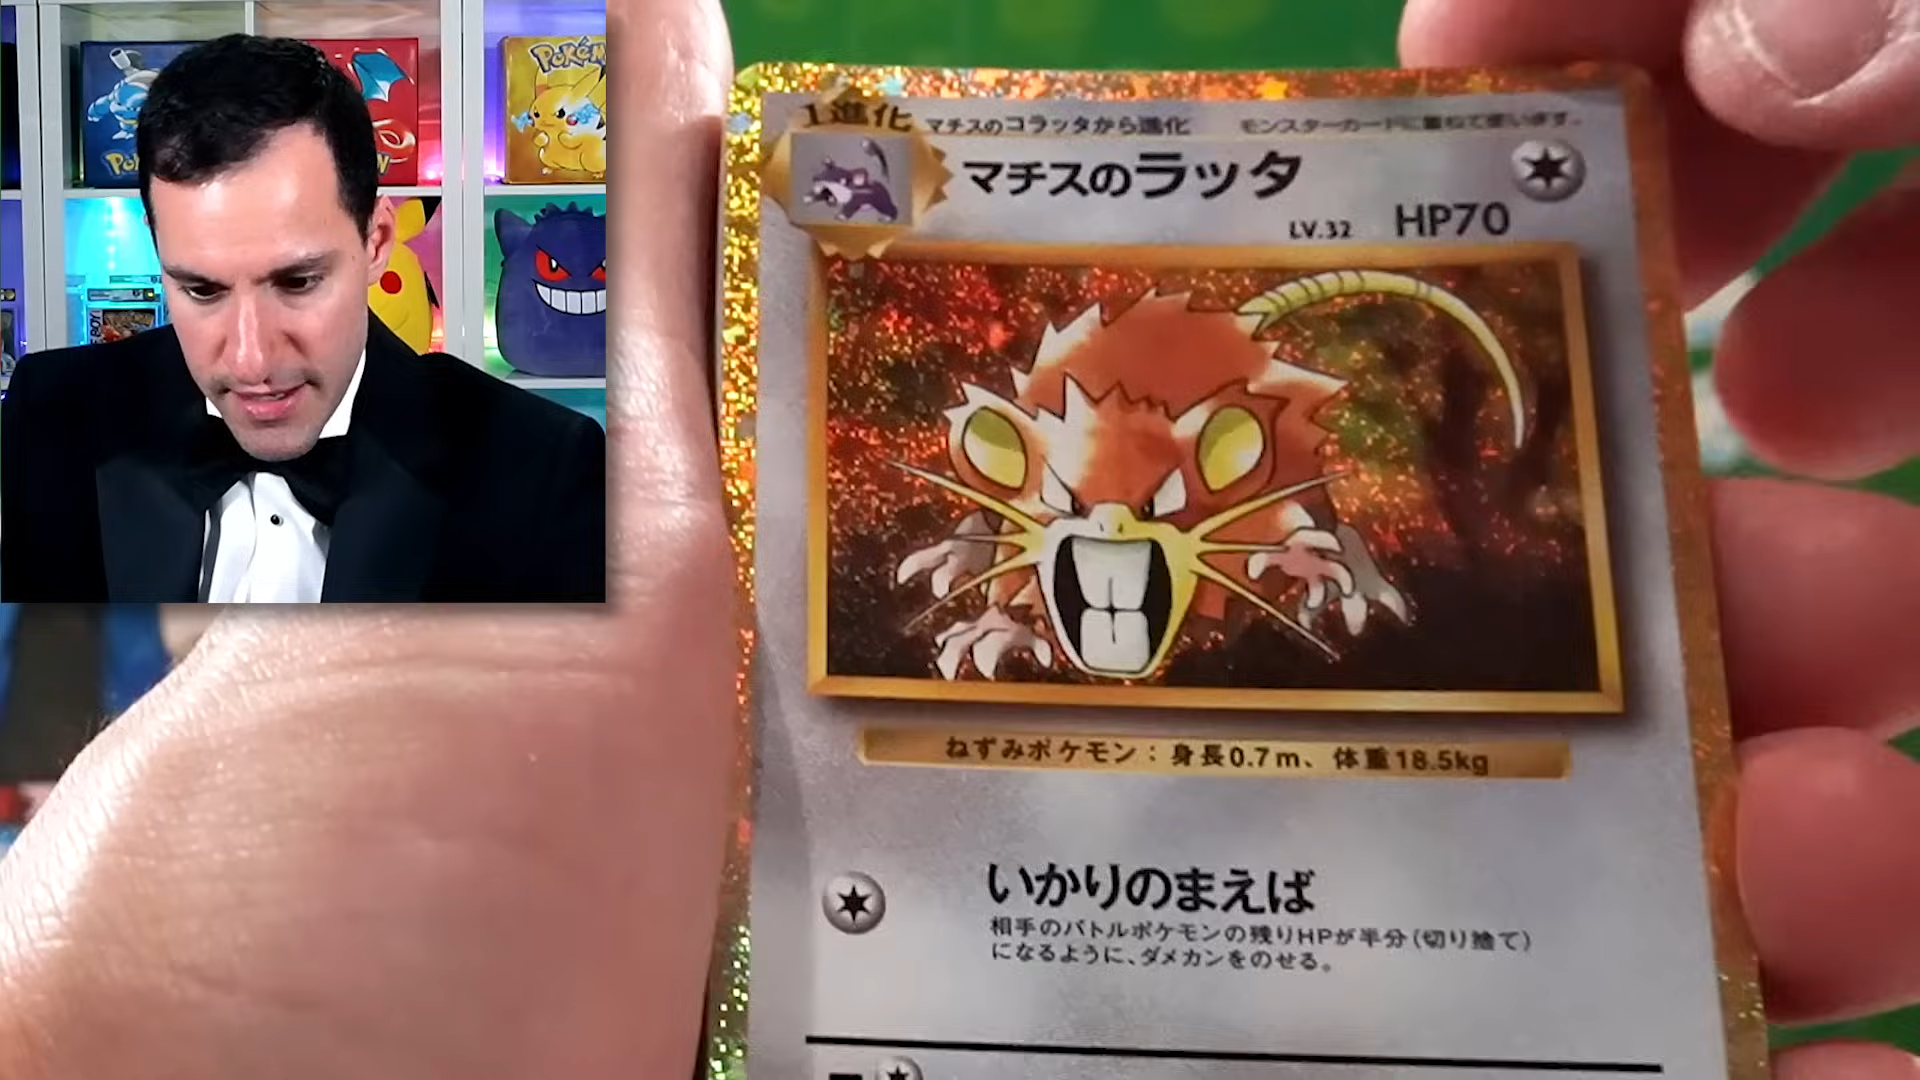 POKéM
1進化 マチスのコラッタから進化 モンスターカードに重ねて使います。
マチスのラッタ
LV.32 HP70
ねずみポケモン：身長0.7m、体重18.5kg
いかりのまえば
相手のバトルポケモンの残りHPが半分(切り捨て)
になるように、ダメカンをのせる。